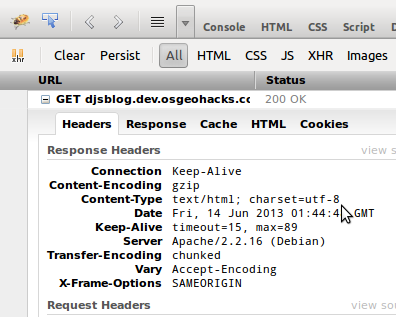 Console HTML CSS Script
xhr Clear Persist All HTML CSS JS XHR Images
URL Status
GET djsblog.dev.osgeohacks.cc 200 OK
Headers Response Cache HTML Cookies
Response Headers view so
Connection Keep-Alive
Content-Encoding gzip
Content-Type text/html; charset=utf-8
Date Fri, 14 Jun 2013 01:44:4 GMT
Keep-Alive timeout=15, max=89
Server Apache/2.2.16 (Debian)
Transfer-Encoding chunked
Vary Accept-Encoding
X-Frame-Options SAMEORIGIN
Request Headers view sou